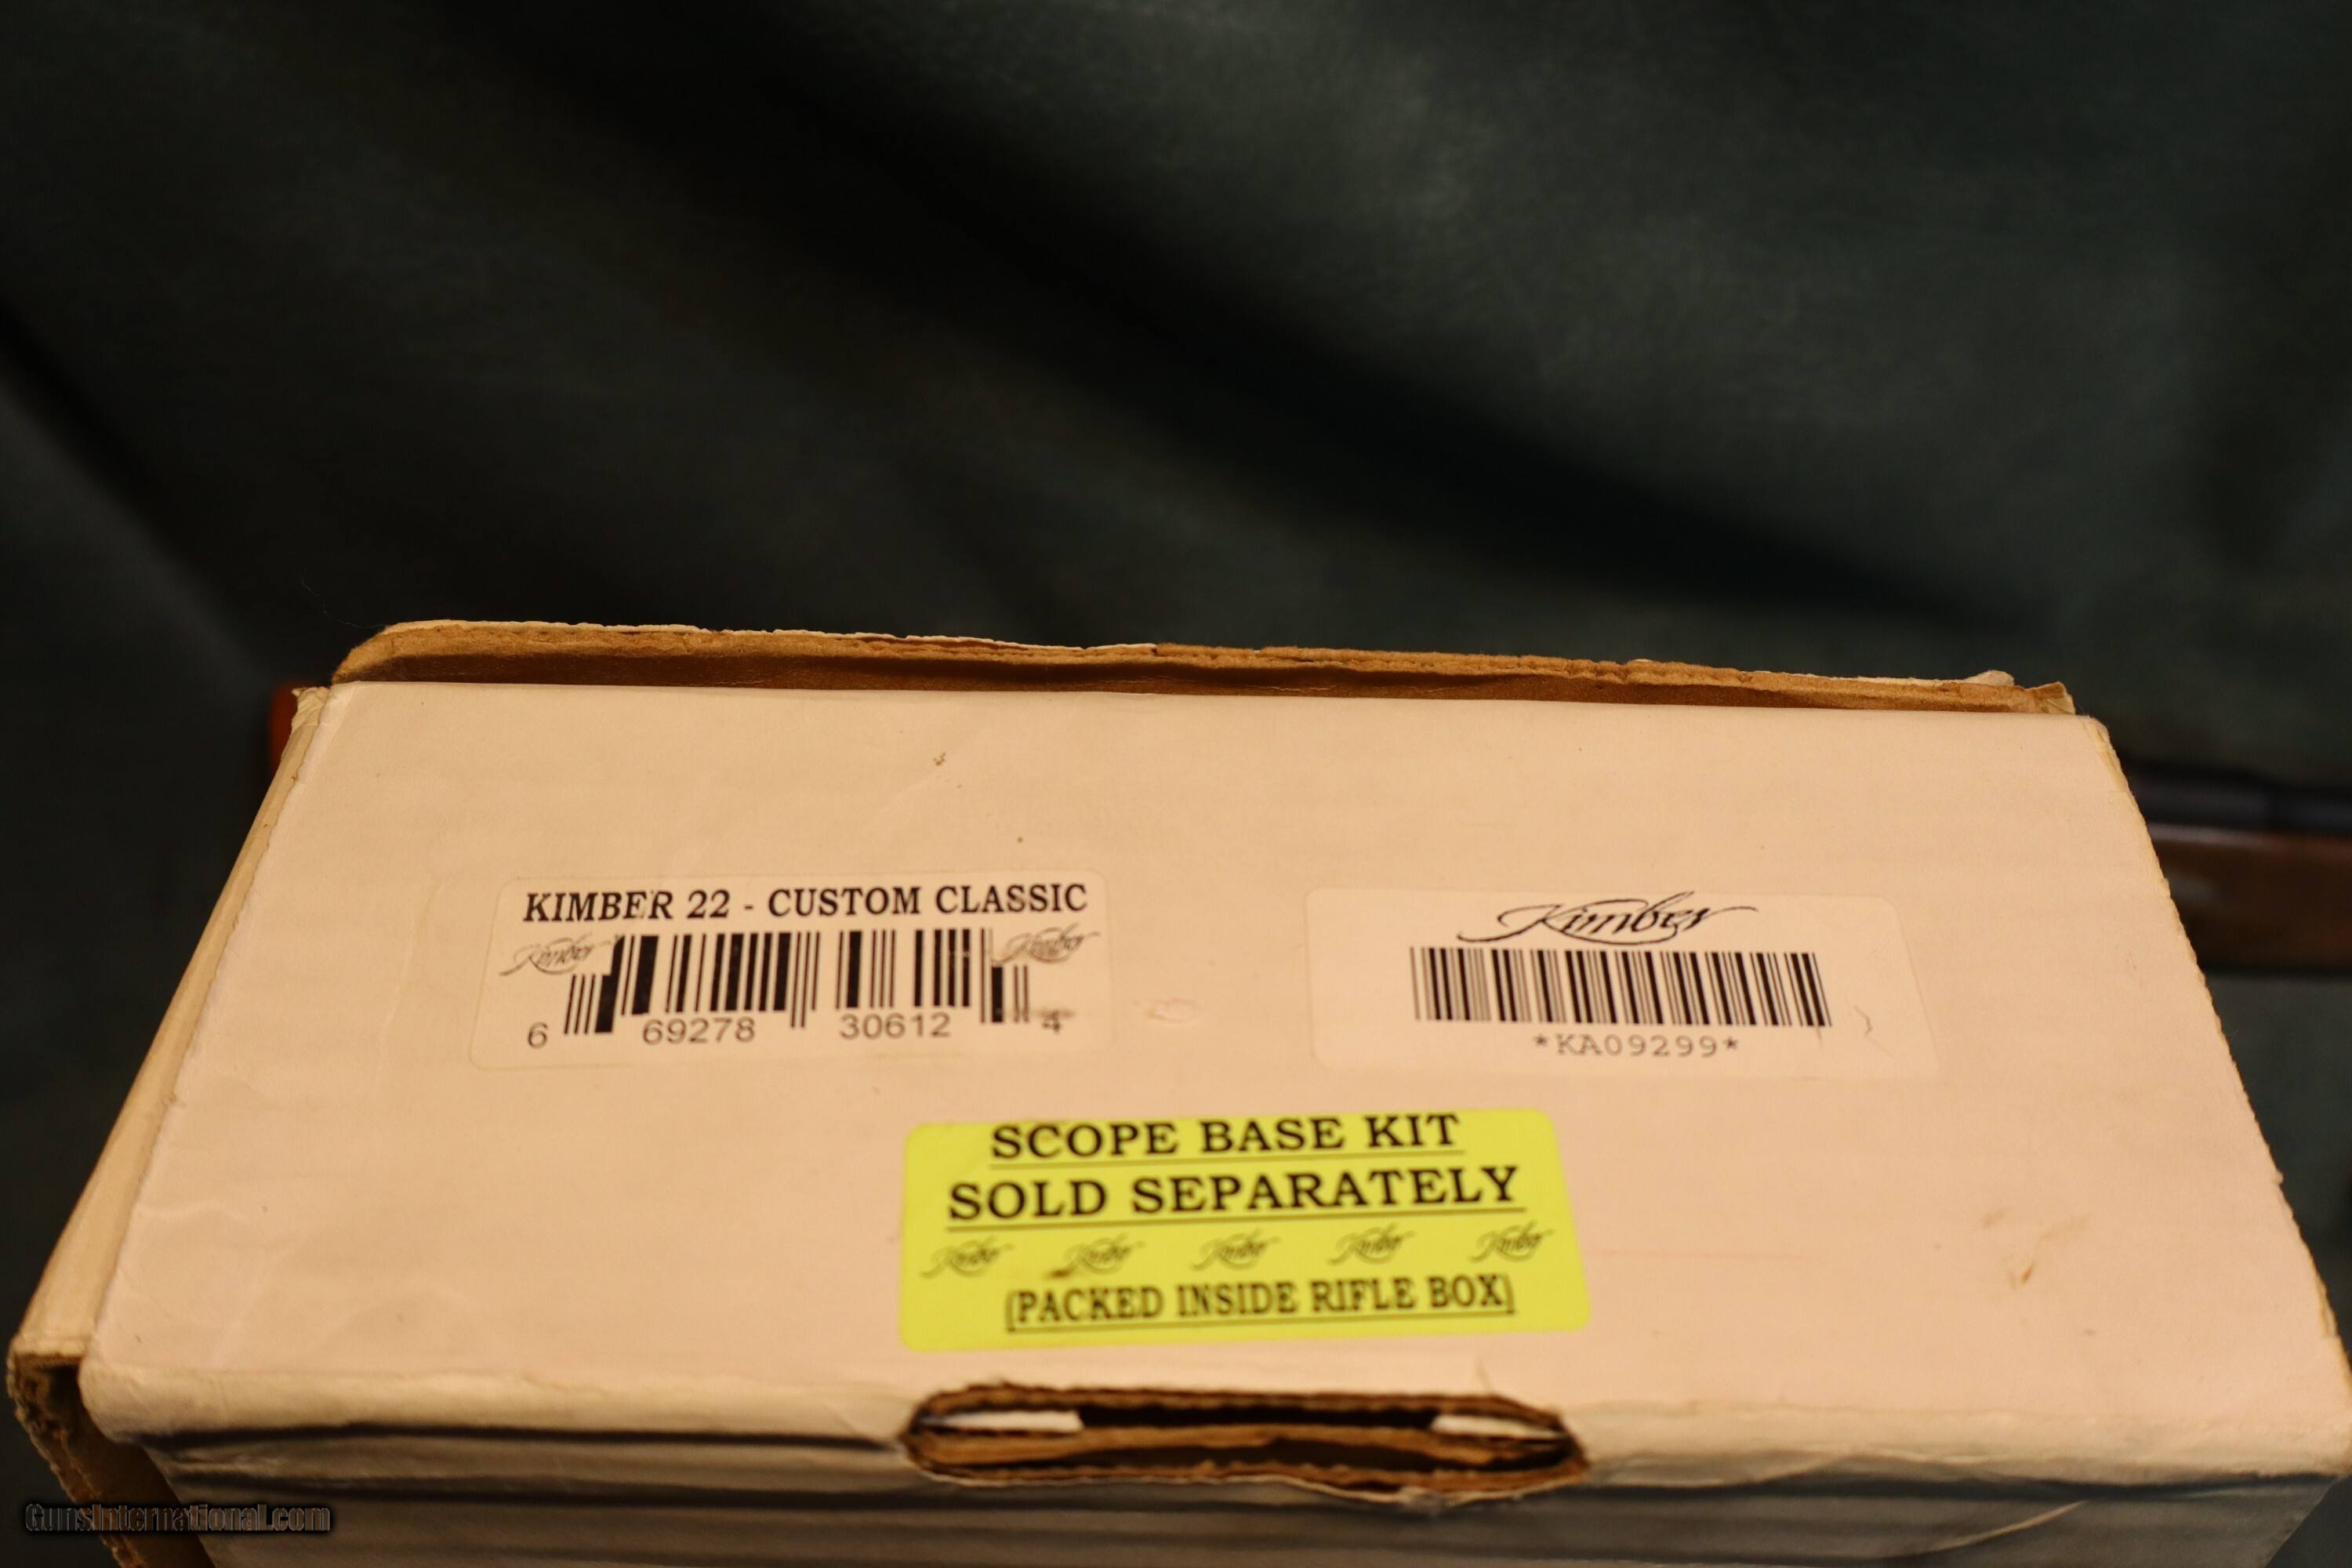 KIMBER 22 - CUSTOM CLASSIC
Kimber Kimber
6 69278 30612 4
Kimber
*KA09299*
SCOPE BASE KIT
SOLD SEPARATELY
Kimber Kimber Kimber Kimber Kimber
(PACKED INSIDE RIFLE BOX)
GunsInternational.com